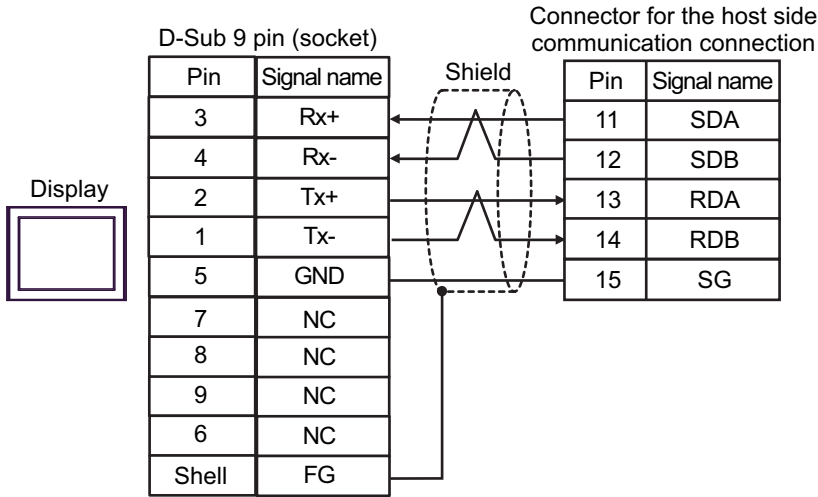 Connector for the host side
communication connection
D-Sub 9 pin (socket)
Shield
Display
Pin Signal name
3 Rx+
4 Rx-
2 Tx+
1 Tx-
5 GND
7 NC
8 NC
9 NC
6 NC
Shell FG
Pin Signal name
11 SDA
12 SDB
13 RDA
14 RDB
15 SG